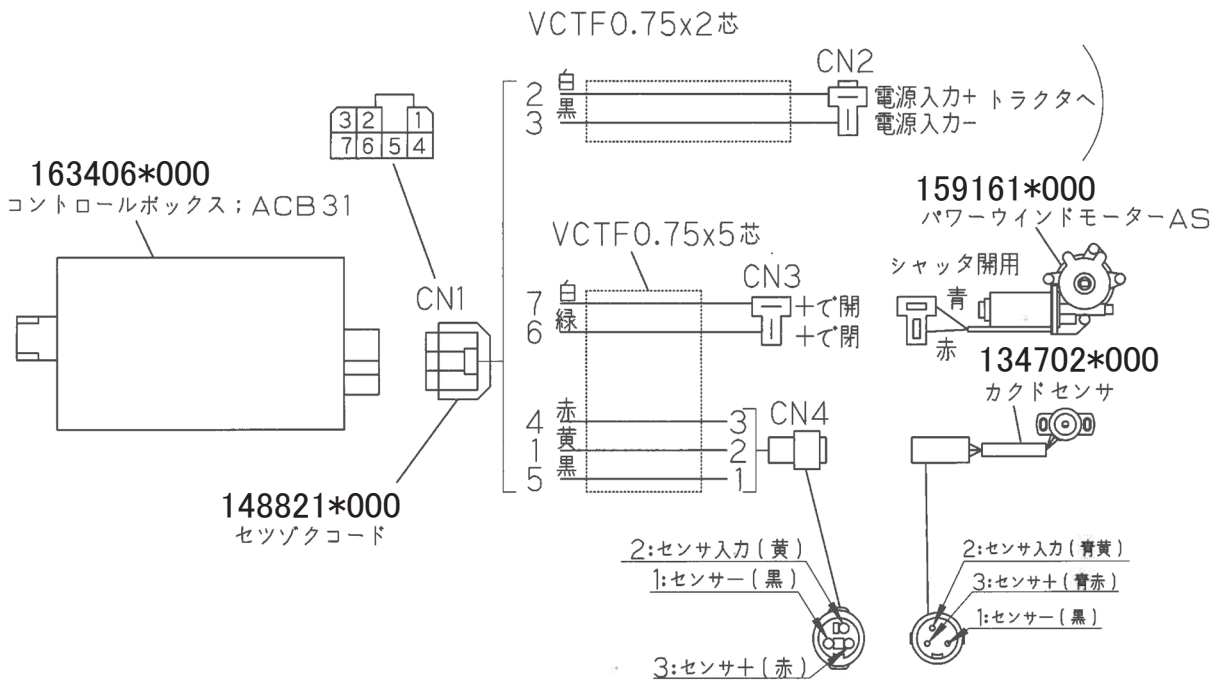 VCTF0.75x2芯
CN2
2 白
3 黒
電源入力+ トラクタへ
電源入力-
3 2 1
7 6 5 4
163406*000
コントロールボックス;ACB31
159161*000
パワーウインドモーターAS
VCTF0.75x5芯
シャッタ開用
CN1
CN3
7 白
6 緑
+で開
+で閉
青
赤
134702*000
カクドセンサ
4 赤
1 黄
5 黒
3
2
1
CN4
148821*000
セツゾクコード
2:センサ入力(黄)
1:センサー(黒)
3:センサ+(赤)
2:センサ入力(青黄)
3:センサ+(青赤)
1:センサー(黒)